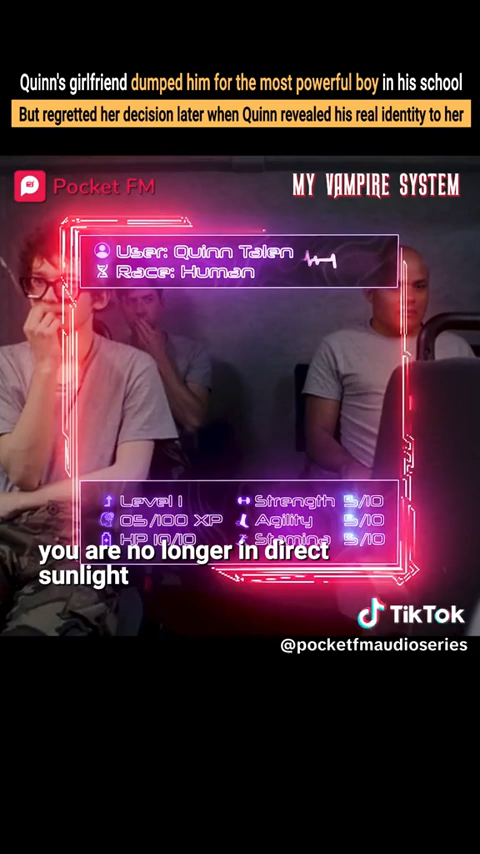 Quinn's girlfriend dumped him for the most powerful boy in his school
But regretted her decision later when Quinn revealed his real identity to her
Pocket FM
MY VAMPIRE SYSTEM
User: Quinn Talen
Race: Human
Level 1
Strength 5/10
05/100 XP
Agility 5/10
HP 10/10
Stamina 5/10
you are no longer in direct
sunlight
TikTok
@pocketfmaudioseries